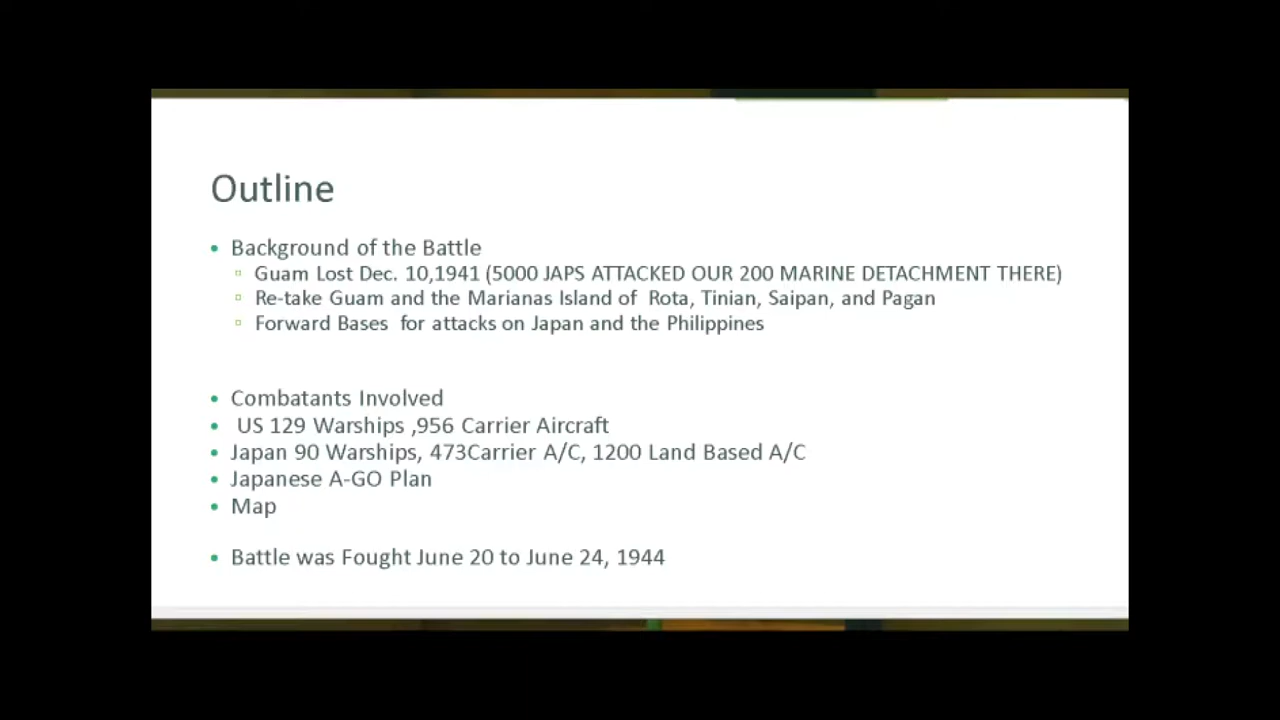 Outline
Background of the Battle
Guam Lost Dec. 10,1941 (5000 JAPS ATTACKED OUR 200 MARINE DETACHMENT THERE)
Re-take Guam and the Marianas Island of  Rota, Tinian, Saipan, and Pagan
Forward Bases  for attacks on Japan and the Philippines
Combatants Involved
US 129 Warships ,956 Carrier Aircraft
Japan 90 Warships, 473Carrier A/C, 1200 Land Based A/C
Japanese A-GO Plan
Map
Battle was Fought June 20 to June 24, 1944